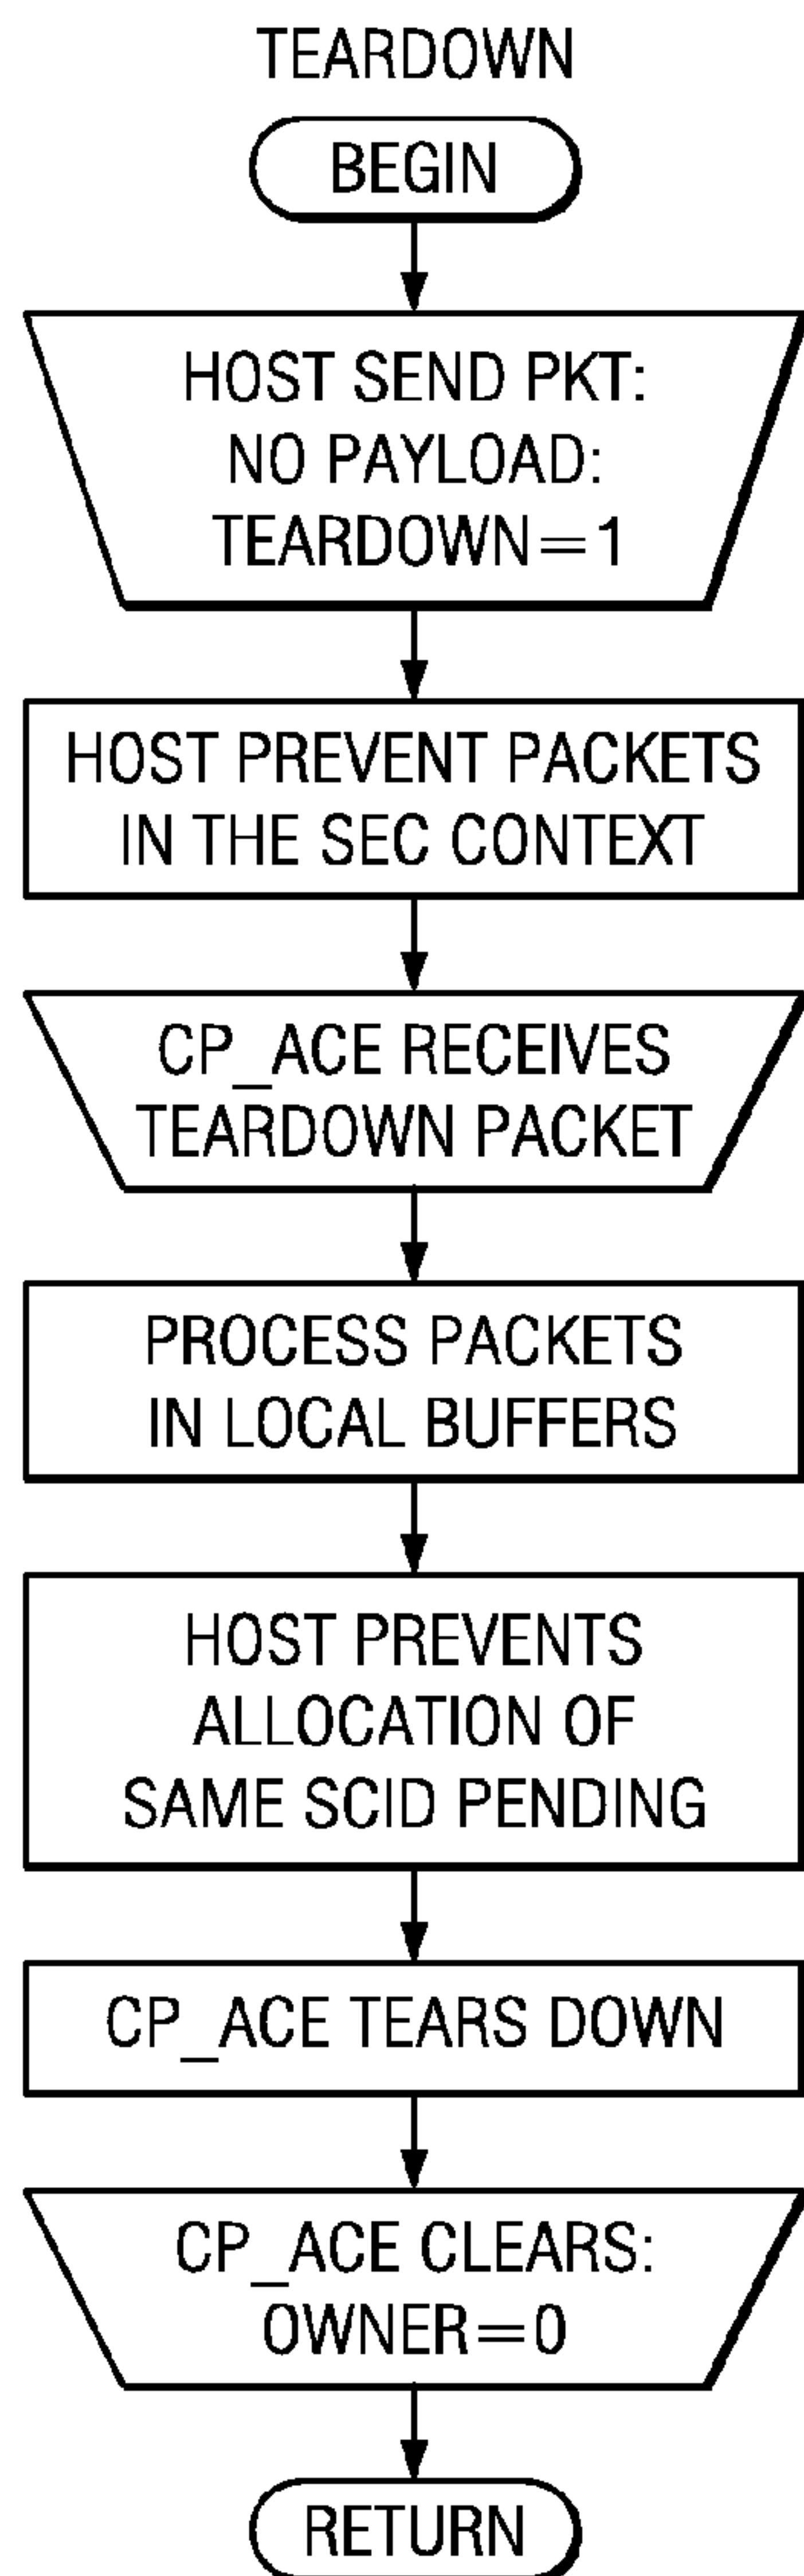 TEARDOWN
BEGIN
HOST SEND PKT:
NO PAYLOAD:
TEARDOWN=1
HOST PREVENT PACKETS
IN THE SEC CONTEXT
CP_ACE RECEIVES
TEARDOWN PACKET
PROCESS PACKETS
IN LOCAL BUFFERS
HOST PREVENTS
ALLOCATION OF
SAME SCID PENDING
CP_ACE TEARS DOWN
CP_ACE CLEARS:
OWNER=0
RETURN